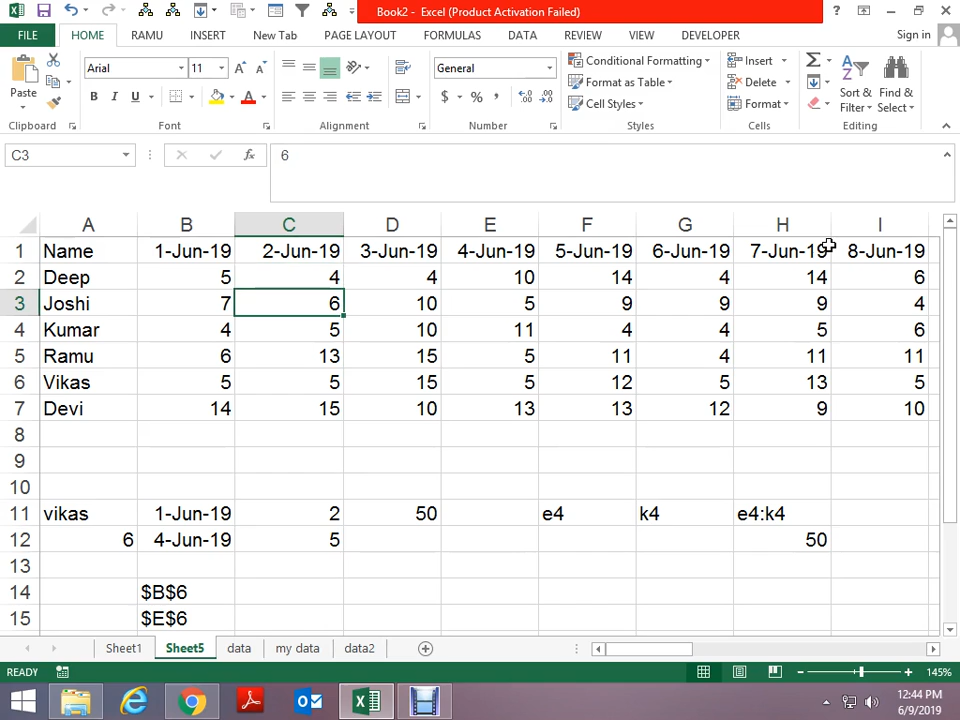 Book2 - Excel (Product Activation Failed)
FILE HOME RAMU INSERT New Tab PAGE LAYOUT FORMULAS DATA REVIEW VIEW DEVELOPER Sign in
Paste
Arial 11
B I U
General
$ % ,
Conditional Formatting
Format as Table
Cell Styles
Insert
Delete
Format
Sort & Filter
Find & Select
Clipboard Font Alignment Number Styles Cells Editing
C3 fx 6
A B C D E F G H I
1 Name 1-Jun-19 2-Jun-19 3-Jun-19 4-Jun-19 5-Jun-19 6-Jun-19 7-Jun-19 8-Jun-19
2 Deep 5 4 4 10 14 4 14 6
3 Joshi 7 6 10 5 9 9 9 4
4 Kumar 4 5 10 11 4 4 5 6
5 Ramu 6 13 15 5 11 4 11 11
6 Vikas 5 5 15 5 12 5 13 5
7 Devi 14 15 10 13 13 12 9 10
8
9
10
11 vikas 1-Jun-19 2 50 e4 k4 e4:k4
12 6 4-Jun-19 5 50
13
14 $B$6
15 $E$6
Sheet1 Sheet5 data my data data2
READY 145%
12:44 PM
6/9/2019